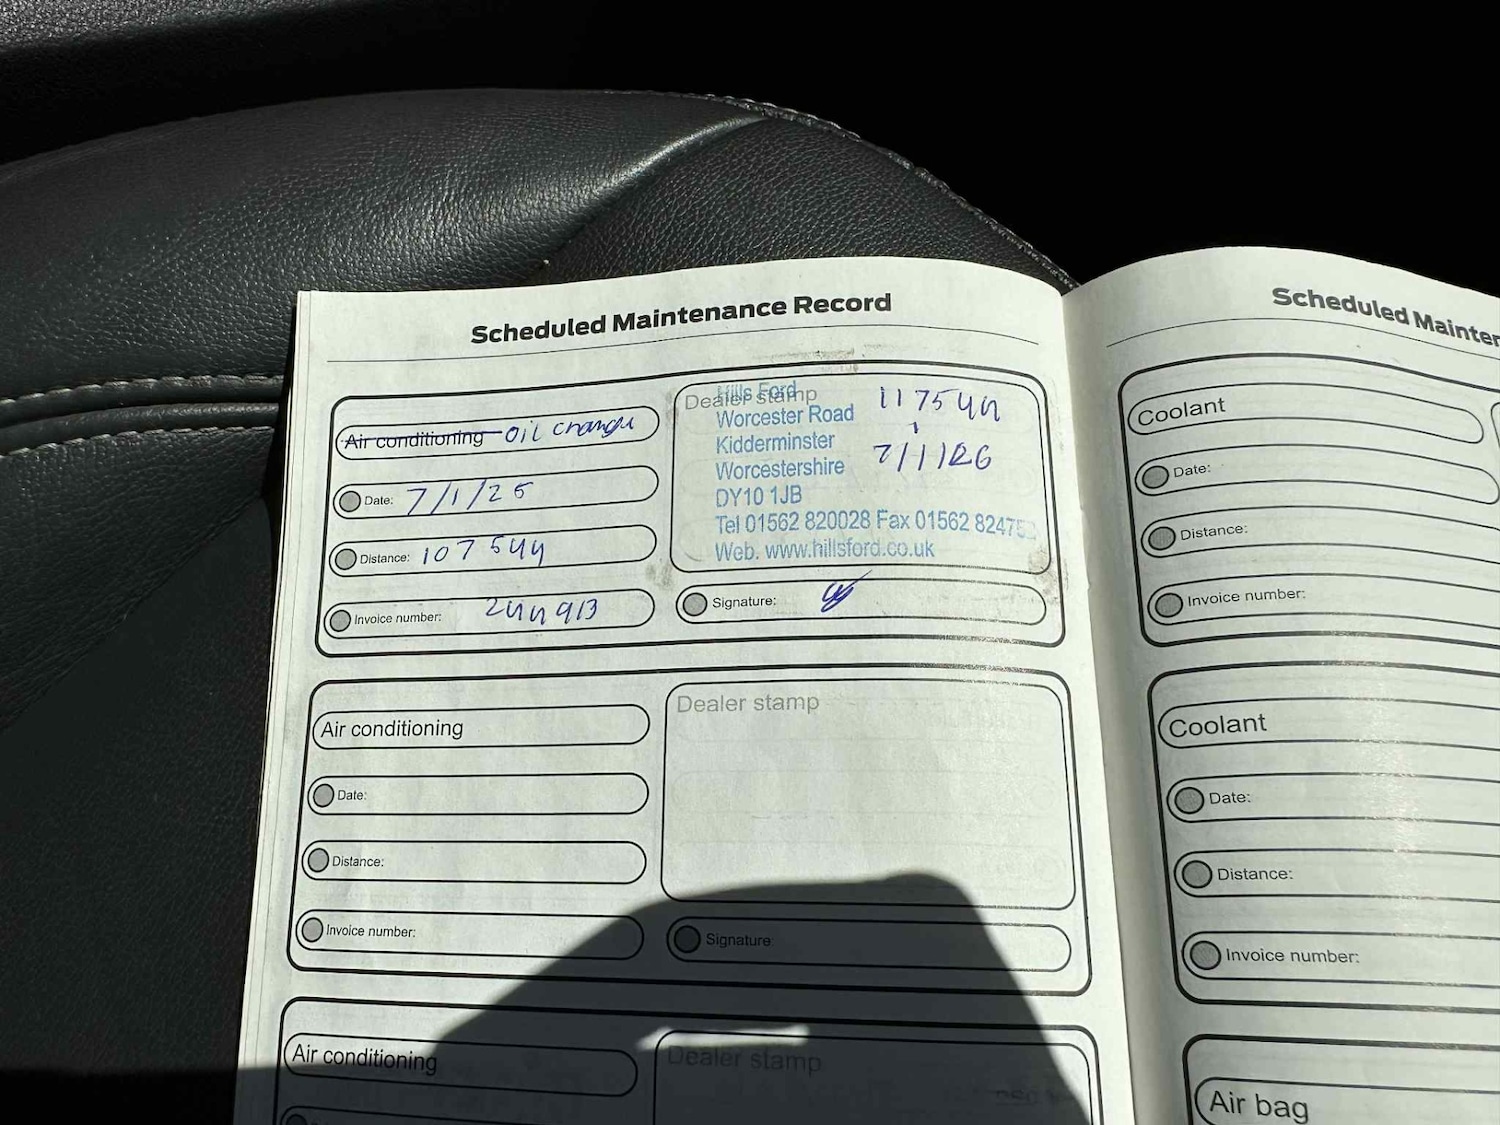 Scheduled Maintenance Record
Air conditioning oil change
Date: 7/1/25
Distance: 107544
Invoice number: 244913
Dealer stamp
Hills Ford
Worcester Road
Kidderminster
Worcestershire
DY10 1JB
Tel 01562 820028 Fax 01562
Web. www.hillsford.co.uk
117544
7/1/26
Signature:
Air conditioning
Date:
Distance:
Invoice number:
Dealer stamp
Signature:
Air conditioning
Dealer stamp
Scheduled
Coolant
Date:
Distance:
Invoice number:
Coolant
Date:
Distance:
Invoice number:
Air bag